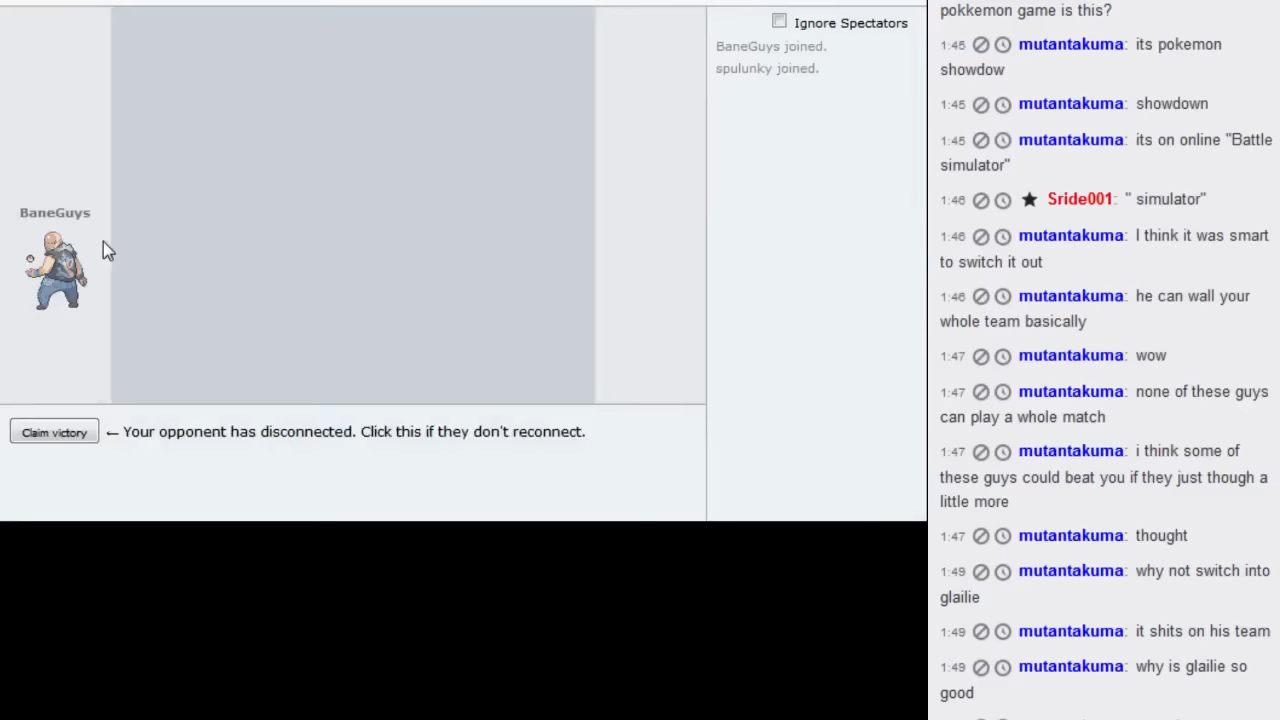 Ignore Spectators
BaneGuys joined.
spulunky joined.
BaneGuys
Claim victory
← Your opponent has disconnected. Click this if they don't reconnect.
pokkemon game is this?
1:45 mutantakuma: its pokemon
showdow
1:45 mutantakuma: showdown
1:45 mutantakuma: its on online "Battle
simulator"
1:46 ★ Sride001: " simulator"
1:46 mutantakuma: I think it was smart
to switch it out
1:46 mutantakuma: he can wall your
whole team basically
1:47 mutantakuma: wow
1:47 mutantakuma: none of these guys
can play a whole match
1:47 mutantakuma: i think some of
these guys could beat you if they just though a
little more
1:47 mutantakuma: thought
1:49 mutantakuma: why not switch into
glailie
1:49 mutantakuma: it shits on his team
1:49 mutantakuma: why is glailie so
good